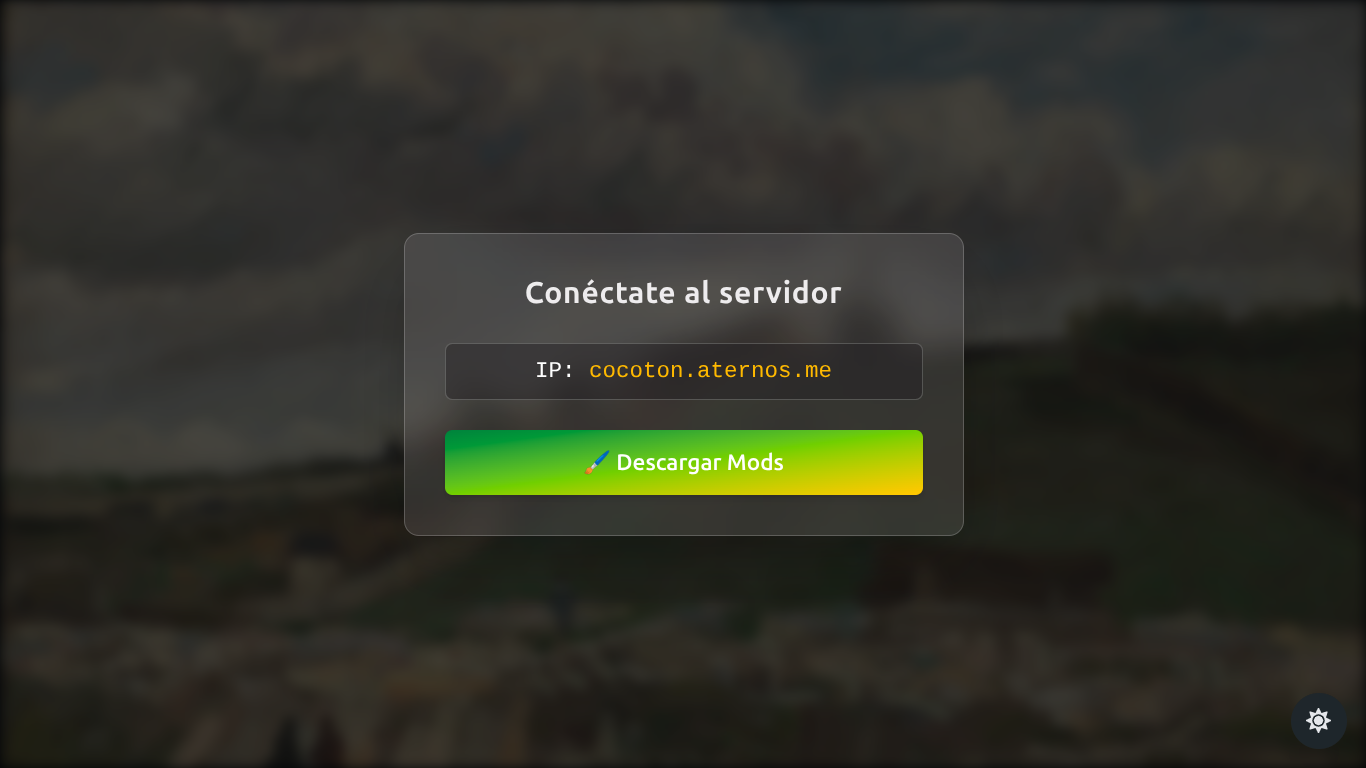 Conéctate al servidor
IP: cocoton.aternos.me
🖌️ Descargar Mods